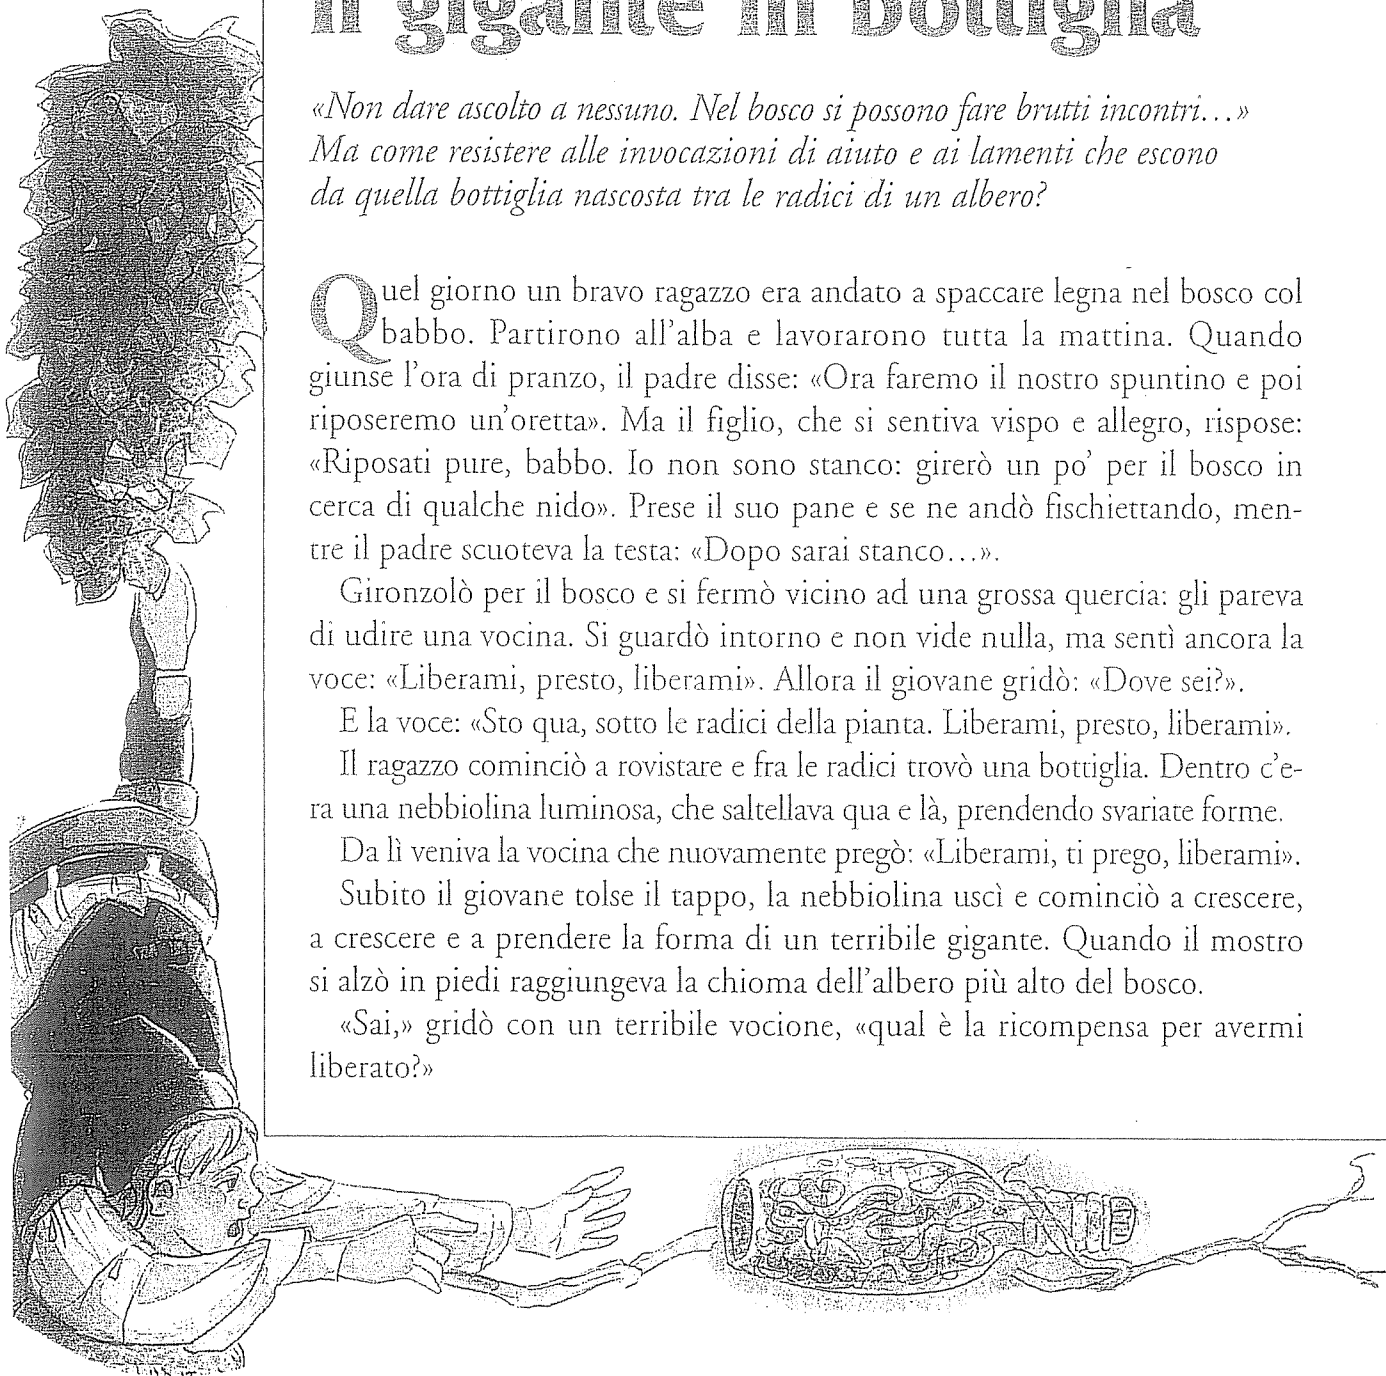 Il gigante in bottiglia
«Non dare ascolto a nessuno. Nel bosco si possono fare brutti incontri...»
Ma come resistere alle invocazioni di aiuto e ai lamenti che escono
da quella bottiglia nascosta tra le radici di un albero?
Quel giorno un bravo ragazzo era andato a spaccare legna nel bosco col
babbo. Partirono all'alba e lavorarono tutta la mattina. Quando
giunse l'ora di pranzo, il padre disse: «Ora faremo il nostro spuntino e poi
riposeremo un'oretta». Ma il figlio, che si sentiva vispo e allegro, rispose:
«Riposati pure, babbo. Io non sono stanco: girerò un po' per il bosco in
cerca di qualche nido». Prese il suo pane e se ne andò fischiettando, men-
tre il padre scuoteva la testa: «Dopo sarai stanco...».
Gironzolò per il bosco e si fermò vicino ad una grossa quercia: gli pareva
di udire una vocina. Si guardò intorno e non vide nulla, ma sentì ancora la
voce: «Liberami, presto, liberami». Allora il giovane gridò: «Dove sei?».
E la voce: «Sto qua, sotto le radici della pianta. Liberami, presto, liberami».
Il ragazzo cominciò a rovistare e fra le radici trovò una bottiglia. Dentro c'e-
ra una nebbiolina luminosa, che saltellava qua e là, prendendo svariate forme.
Da lì veniva la vocina che nuovamente pregò: «Liberami, ti prego, liberami».
Subito il giovane tolse il tappo, la nebbiolina uscì e cominciò a crescere,
a crescere e a prendere la forma di un terribile gigante. Quando il mostro
si alzò in piedi raggiungeva la chioma dell'albero più alto del bosco.
«Sai,» gridò con un terribile vocione, «qual è la ricompensa per avermi
liberato?»